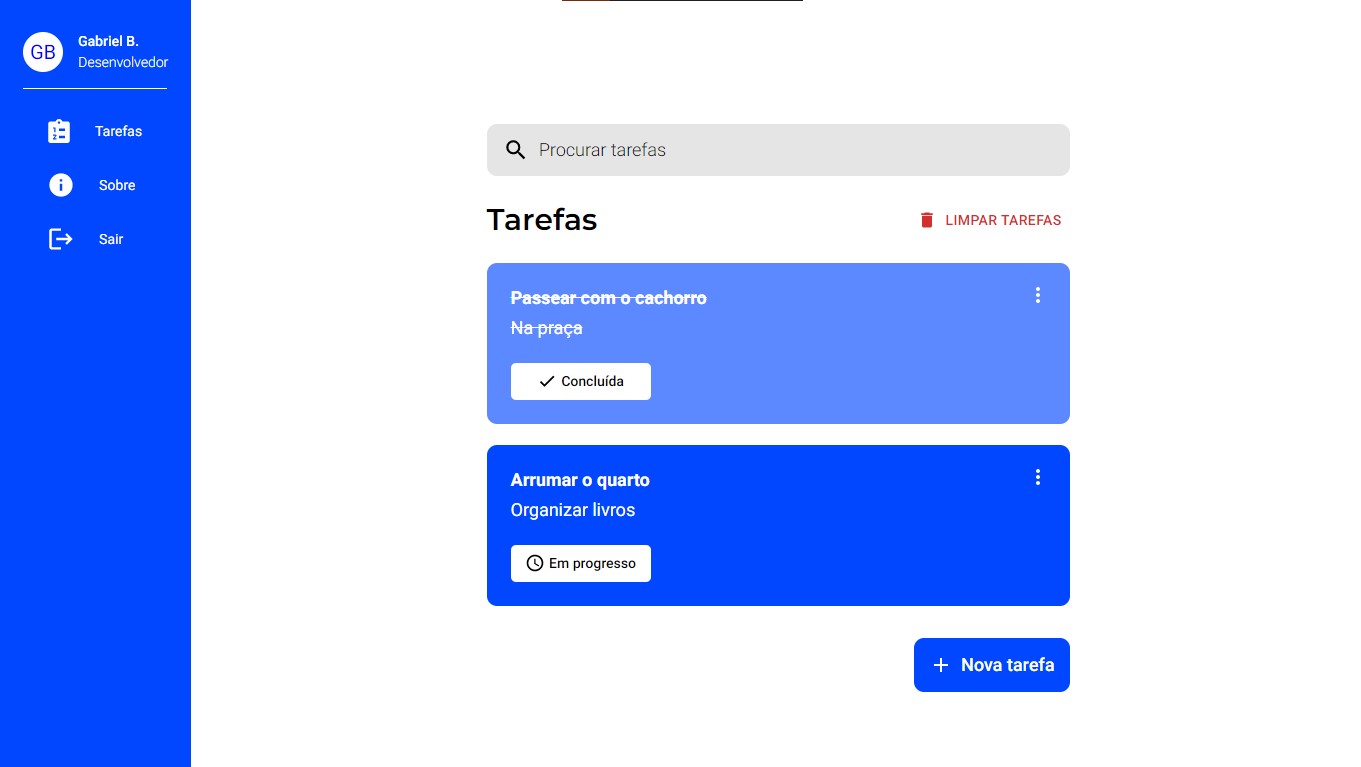 GB
Gabriel B.
Desenvolvedor
Tarefas
Sobre
Sair
Procurar tarefas
Tarefas
LIMPAR TAREFAS
Passear com o cachorro
Na praça
Concluída
Arrumar o quarto
Organizar livros
Em progresso
Nova tarefa